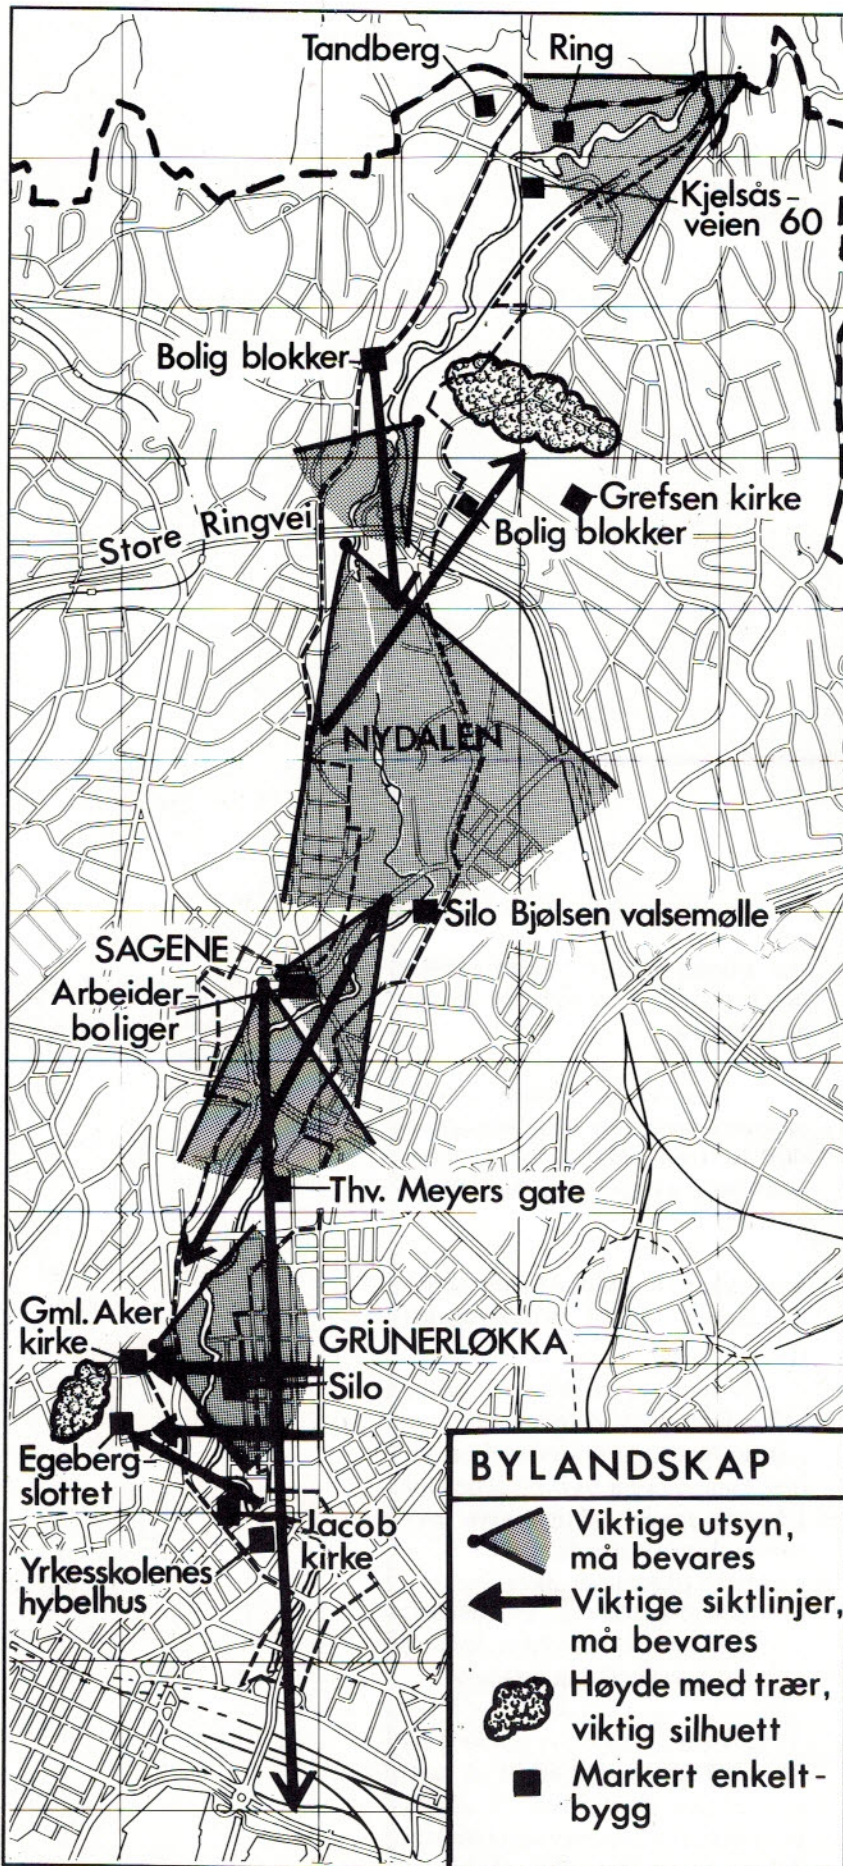 Tandberg
Ring
Kjelsås-
veien 60
Bolig blokker
Grefsen kirke
Bolig blokker
Store Ringvei
NYDALEN
Silo Bjølsen valsemølle
SAGENE
Arbeider-
boliger
Thv. Meyers gate
Gml. Aker
kirke
GRÜNERLØKKA
Silo
Egeberg-
slottet
Jacob
kirke
Yrkesskolenes
hybelhus
BYLANDSKAP
Viktige utsyn,
må bevares
Viktige siktlinjer,
må bevares
Høyde med trær,
viktig silhuett
Markert enkelt-
bygg